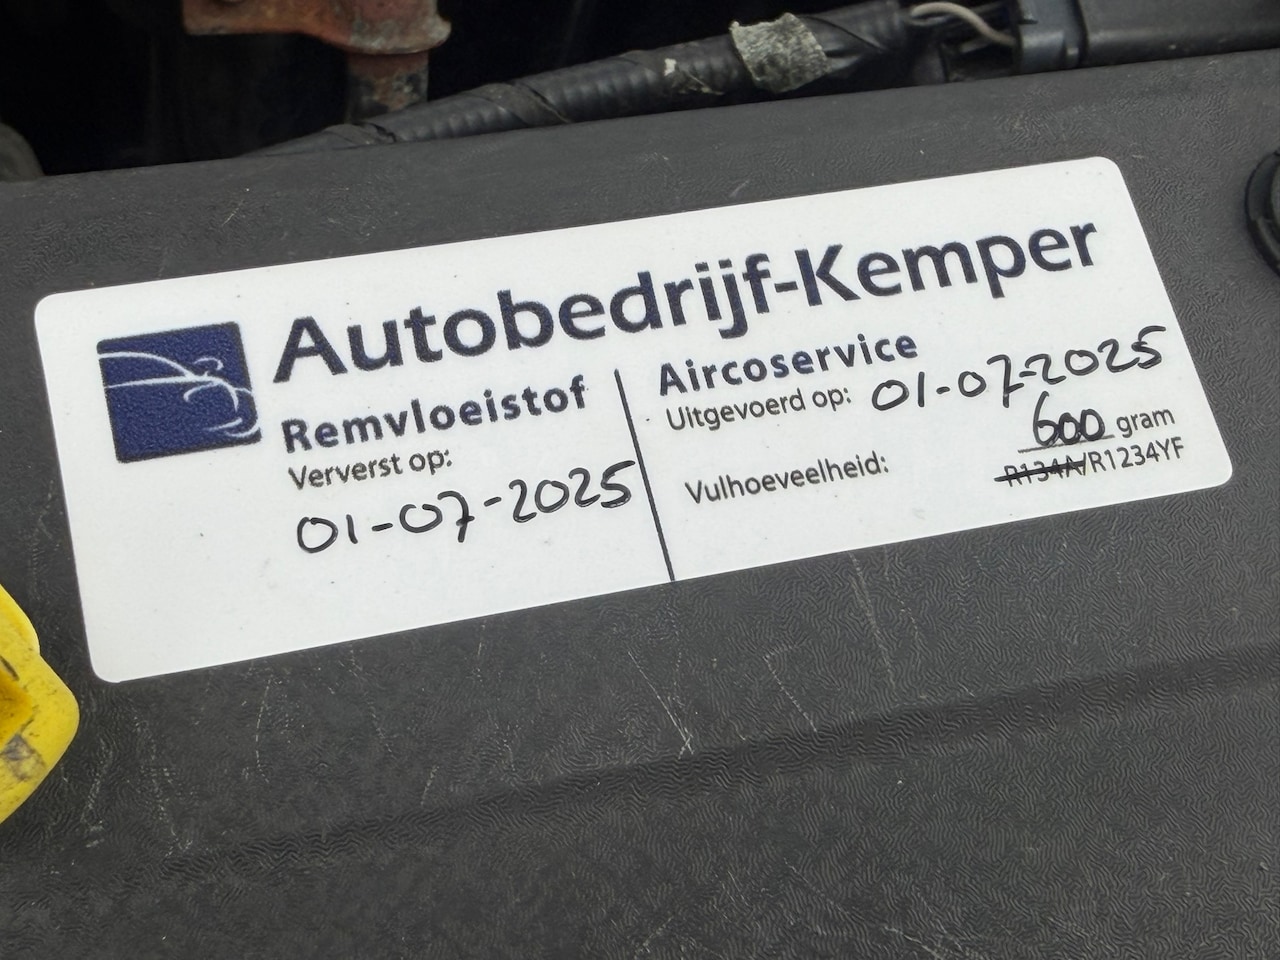 Autobedrijf-Kemper
Remvloeistof
Ververst op:
01-07-2025
Aircoservice
Uitgevoerd op: 01-07-2025
Vulhoeveelheid: 600 gram
R134A/R1234YF